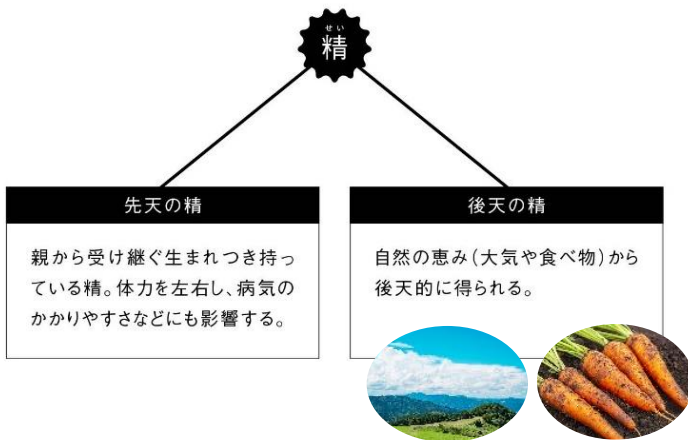 せい
精
先天の精
親から受け継ぐ生まれつき持っ
ている精。体力を左右し、病気の
かかりやすさなどにも影響する。
後天の精
自然の恵み(大気や食べ物)から
後天的に得られる。